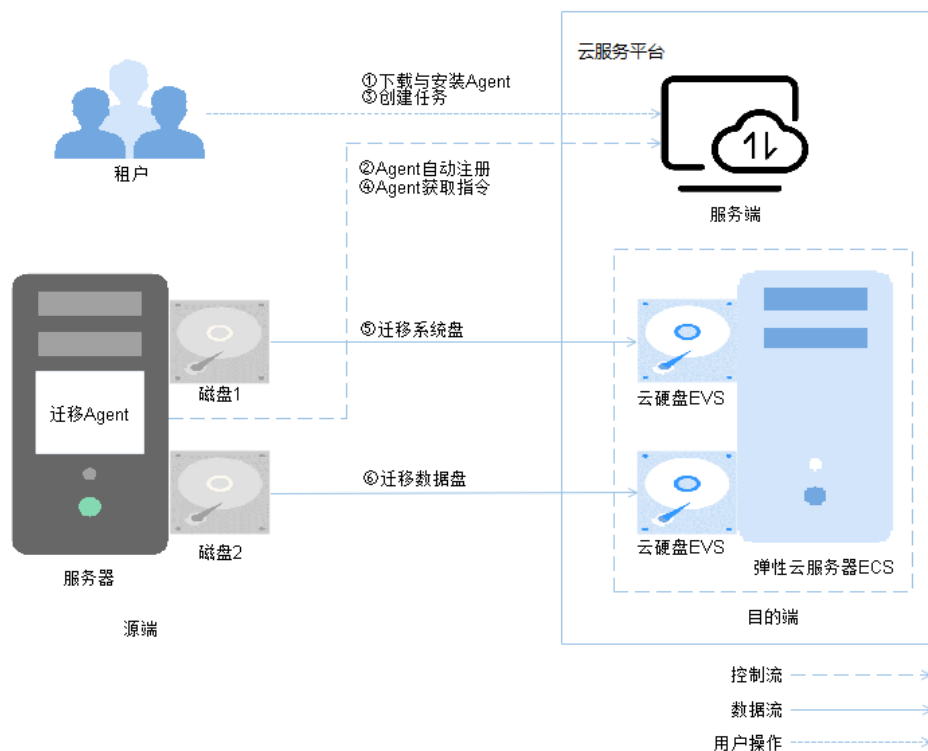 云服务平台
①下载与安装Agent
③创建任务
租户
②Agent自动注册
④Agent获取指令
服务端
⑤迁移系统盘
磁盘1
云硬盘EVS
迁移Agent
⑥迁移数据盘
磁盘2
云硬盘EVS
服务器
弹性云服务器ECS
目的端
源端
控制流
数据流
用户操作